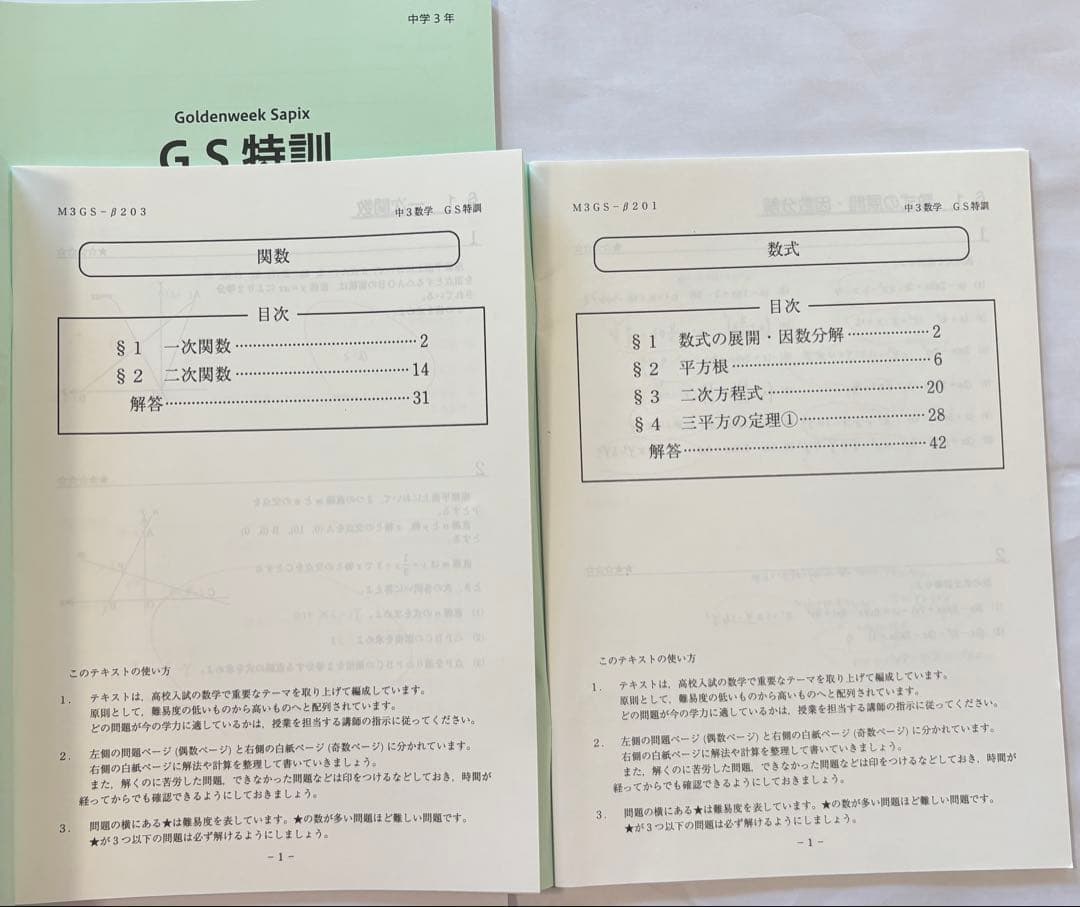 中学3年
Goldenweek Sapix
GS特訓
M3GS-β203
中3数学 GS特訓
関数
目次
§1 一次関数 2
§2 二次関数 14
解答 31
このテキストの使い方
1. テキストは，高校入試の数学で重要なテーマを取り上げて編成しています。
原則として，難易度の低いものから高いものへと配列されています。
どの問題が今の学力に適しているかは，授業を担当する講師の指示に従ってください。
2. 左側の問題ページ(偶数ページ)と右側の白紙ページ(奇数ページ)に分かれています。
右側の白紙ページに解法や計算を整理して書いていきましょう。
また，解くのに苦労した問題，できなかった問題などは印をつけるなどしておき，時間が
経ってからでも確認できるようにしておきましょう。
3. 問題の横にある★は難易度を表しています。★の数が多い問題ほど難しい問題です。
★が3つ以下の問題は必ず解けるようにしましょう。
-1-
M3GS-β201
中3数学 GS特訓
数式
目次
§1 数式の展開・因数分解 2
§2 平方根 6
§3 二次方程式 20
§4 三平方の定理① 28
解答 42
このテキストの使い方
1. テキストは，高校入試の数学で重要なテーマを取り上げて編成しています。
原則として，難易度の低いものから高いものへと配列されています。
どの問題が今の学力に適しているかは，授業を担当する講師の指示に従ってください。
2. 左側の問題ページ(偶数ページ)と右側の白紙ページ(奇数ページ)に分かれています。
右側の白紙ページに解法や計算を整理して書いていきましょう。
また，解くのに苦労した問題，できなかった問題などは印をつけるなどしておき，時間が
経ってからでも確認できるようにしておきましょう。
3. 問題の横にある★は難易度を表しています。★の数が多い問題ほど難しい問題です。
★が3つ以下の問題は必ず解けるようにしましょう。
-1-